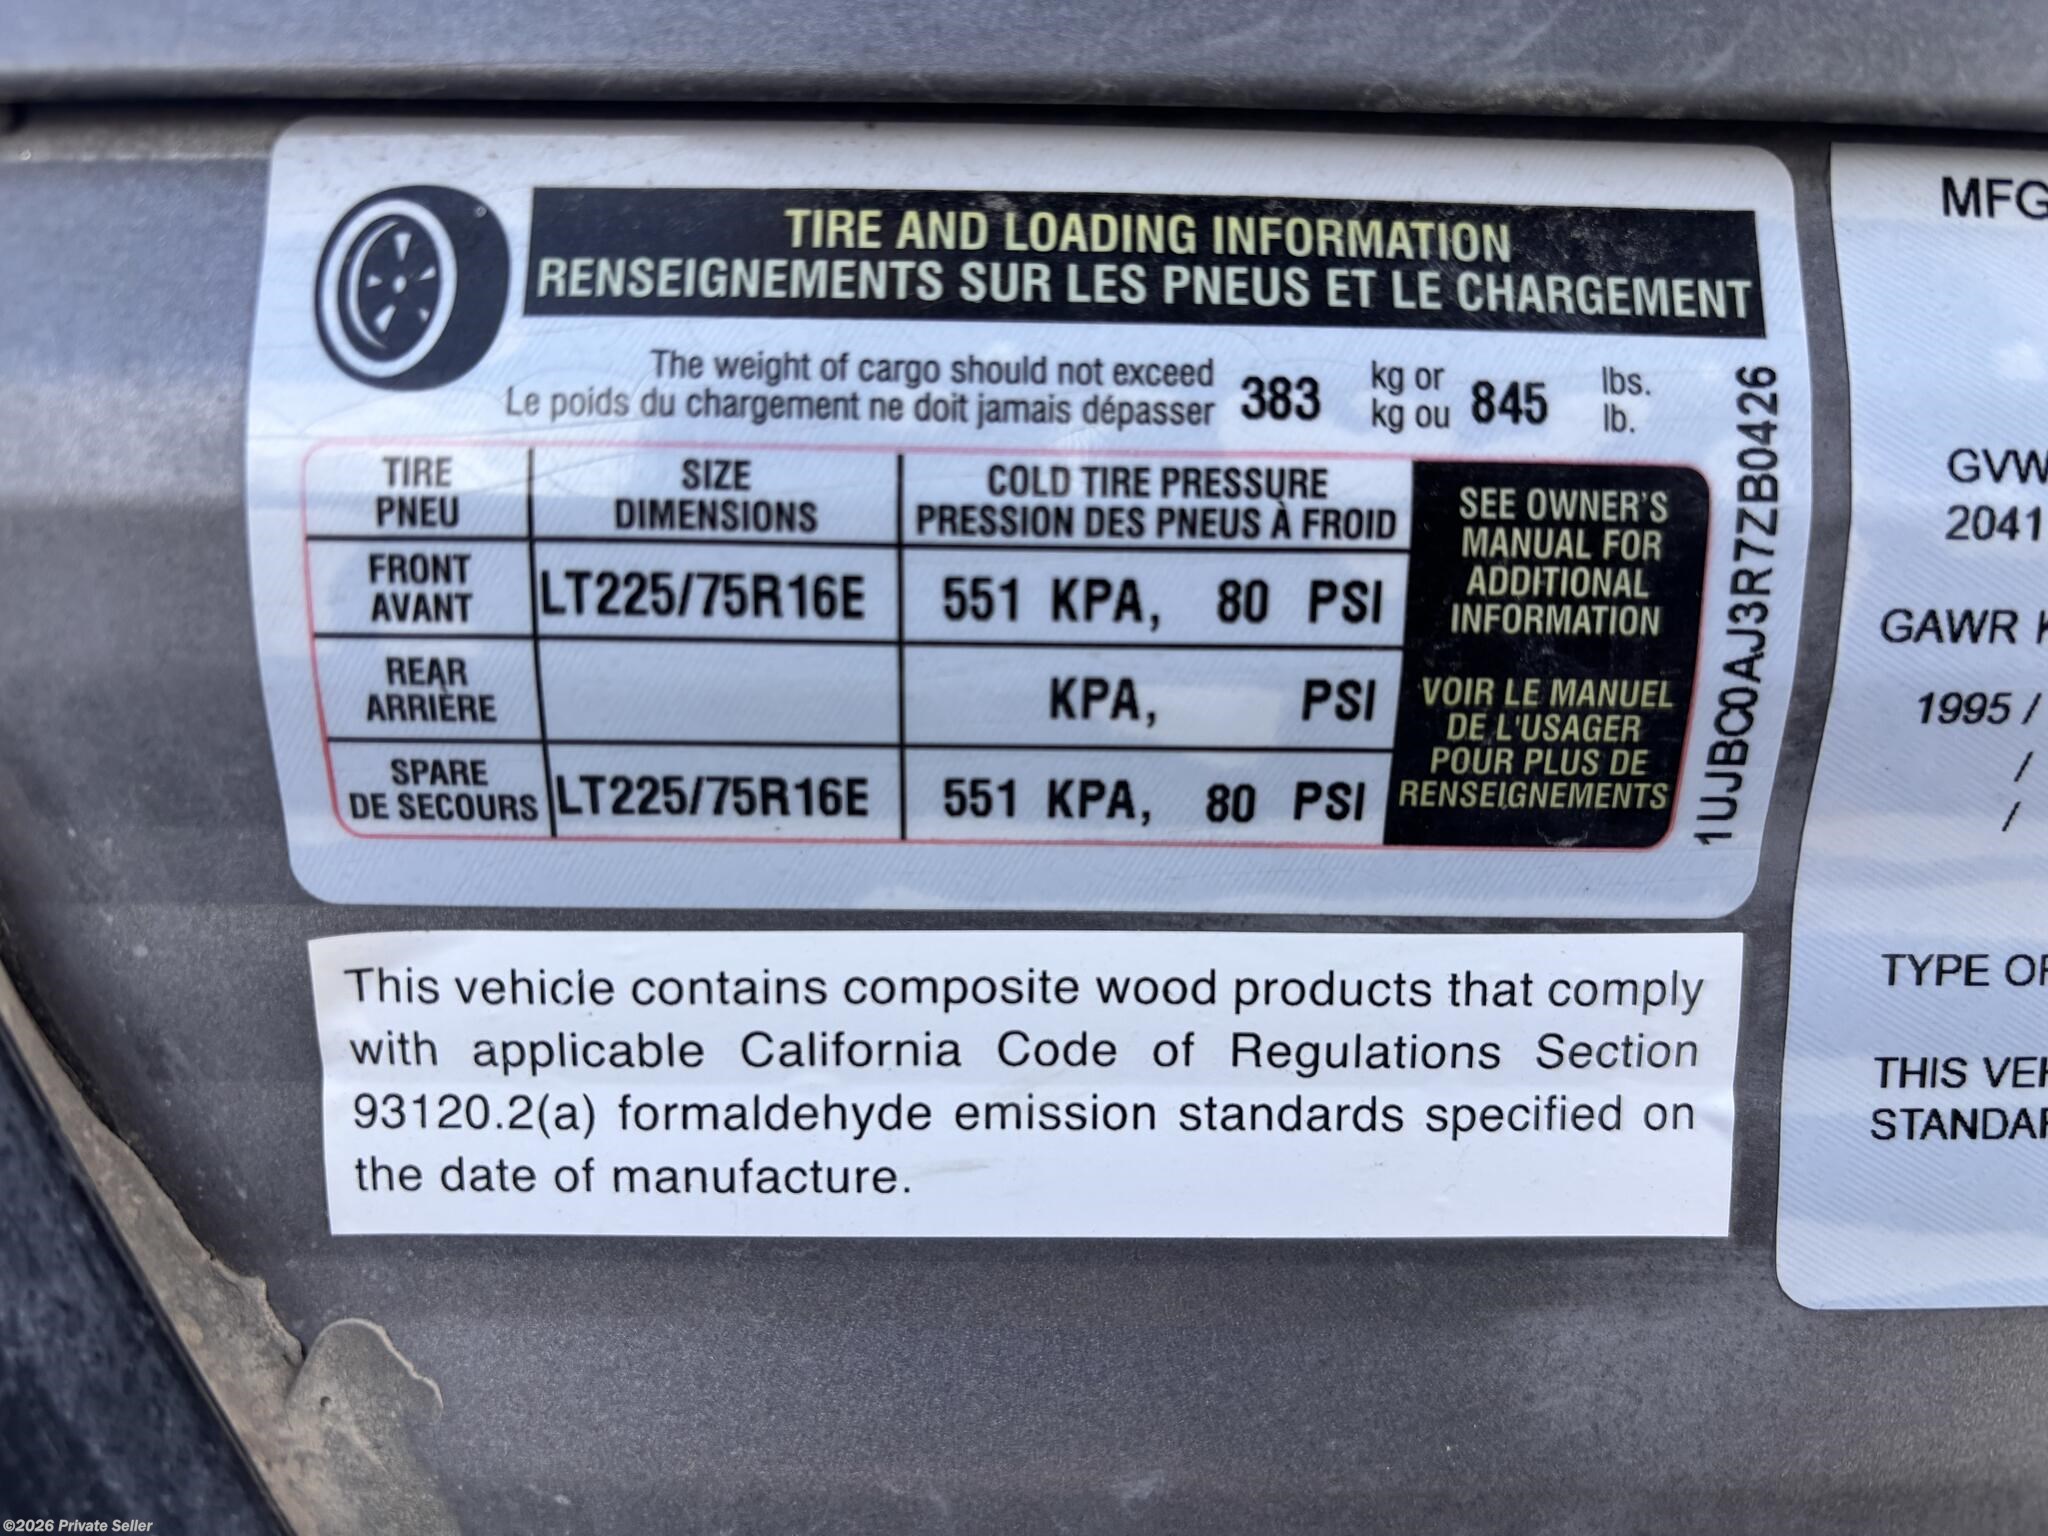 TIRE AND LOADING INFORMATION
RENSEIGNEMENTS SUR LES PNEUS ET LE CHARGEMENT
The weight of cargo should not exceed 383 kg or 845 lbs.
Le poids du chargement ne doit jamais dépasser kg ou lb.
TIRE SIZE COLD TIRE PRESSURE
PNEU DIMENSIONS PRESSION DES PNEUS À FROID
FRONT
AVANT
LT225/75R16E 551 KPA, 80 PSI
REAR
ARRIÈRE
KPA, PSI
SPARE
DE SECOURS
LT225/75R16E 551 KPA, 80 PSI
SEE OWNER'S
MANUAL FOR
ADDITIONAL
INFORMATION
VOIR LE MANUEL
DE L'USAGER
POUR PLUS DE
RENSEIGNEMENTS
1UJBC0AJ3R7ZB0426
This vehicle contains composite wood products that comply
with applicable California Code of Regulations Section
93120.2(a) formaldehyde emission standards specified on
the date of manufacture.
MFG
GVW
2041
GAWR K
1995 /
/
/
TYPE OF
THIS VEH
STANDAR
©2026 Private Seller